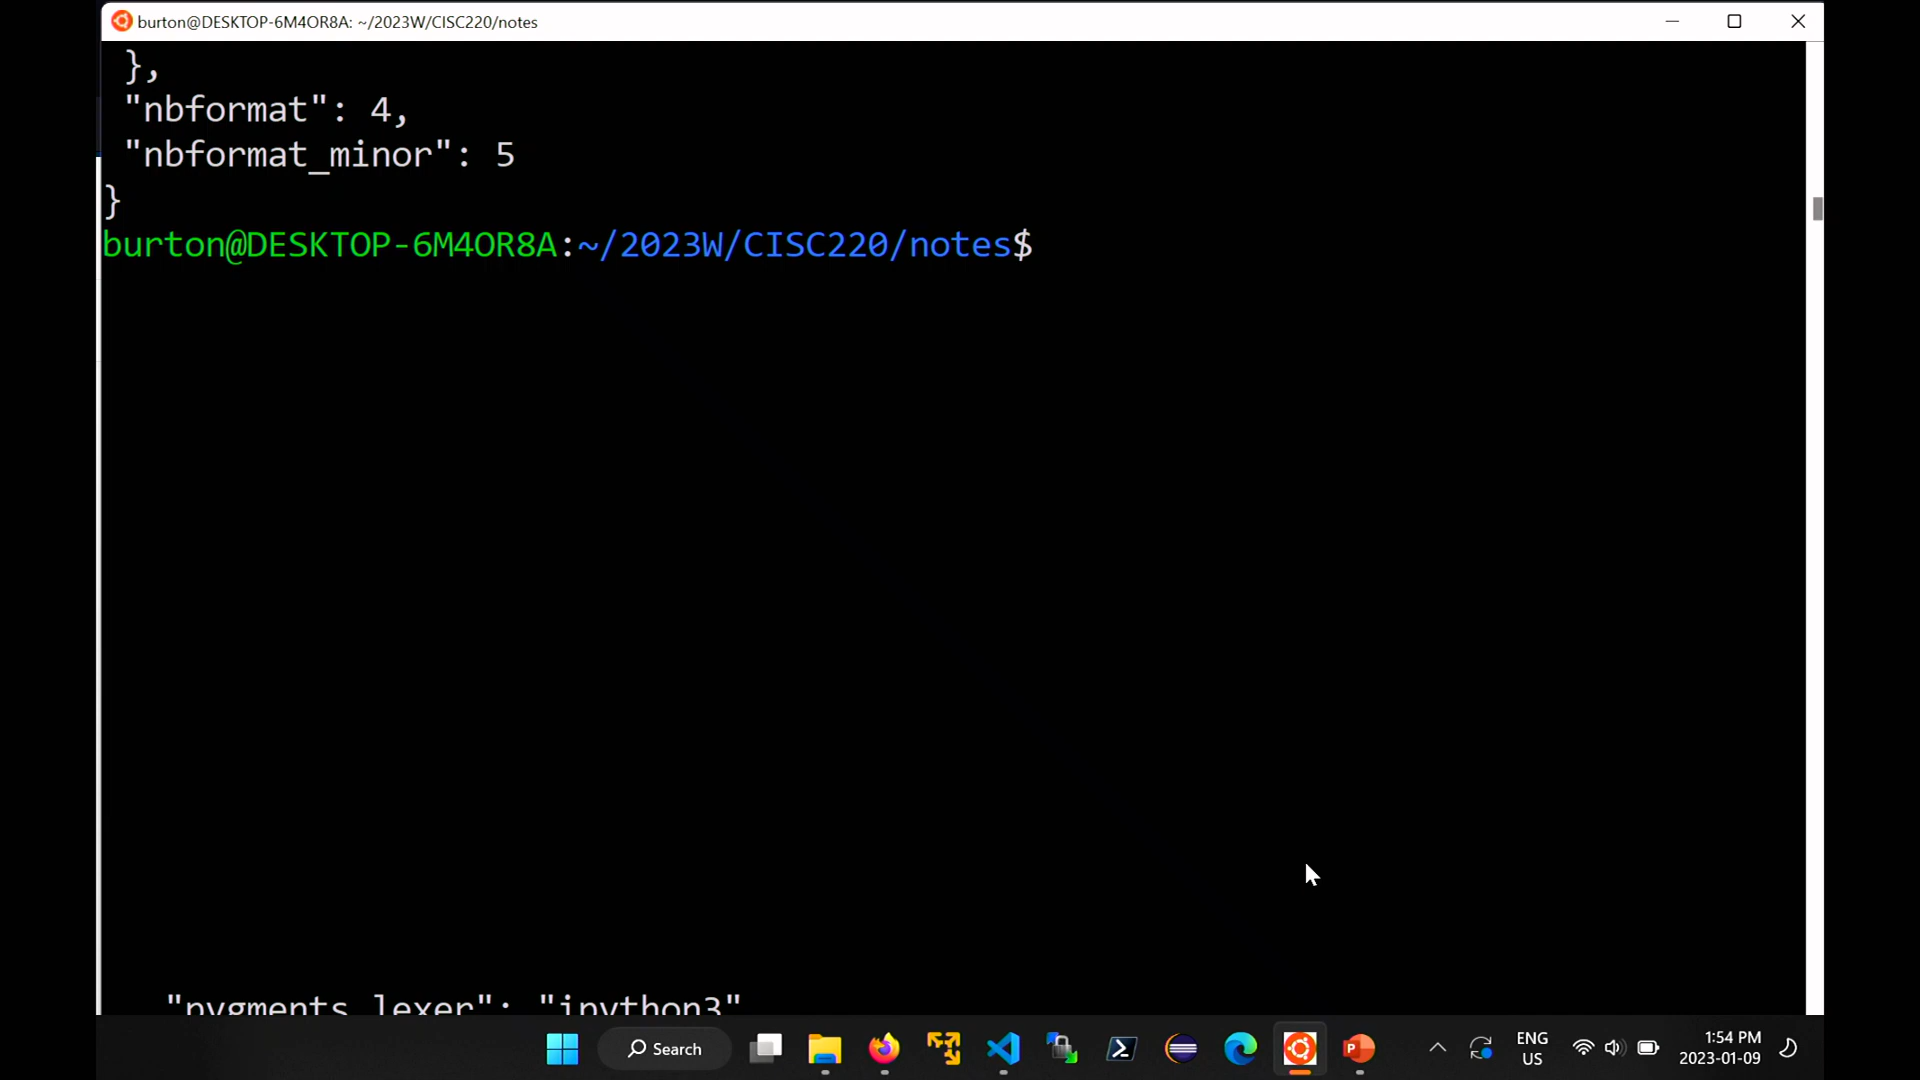 burton@DESKTOP-6M4OR8A: ~/2023W/CISC220/notes
},
"nbformat": 4,
"nbformat_minor": 5
}
burton@DESKTOP-6M4OR8A:~/2023W/CISC220/notes$
"pygments_lexer": "ipython3"
Search
ENG
US
1:54 PM
2023-01-09